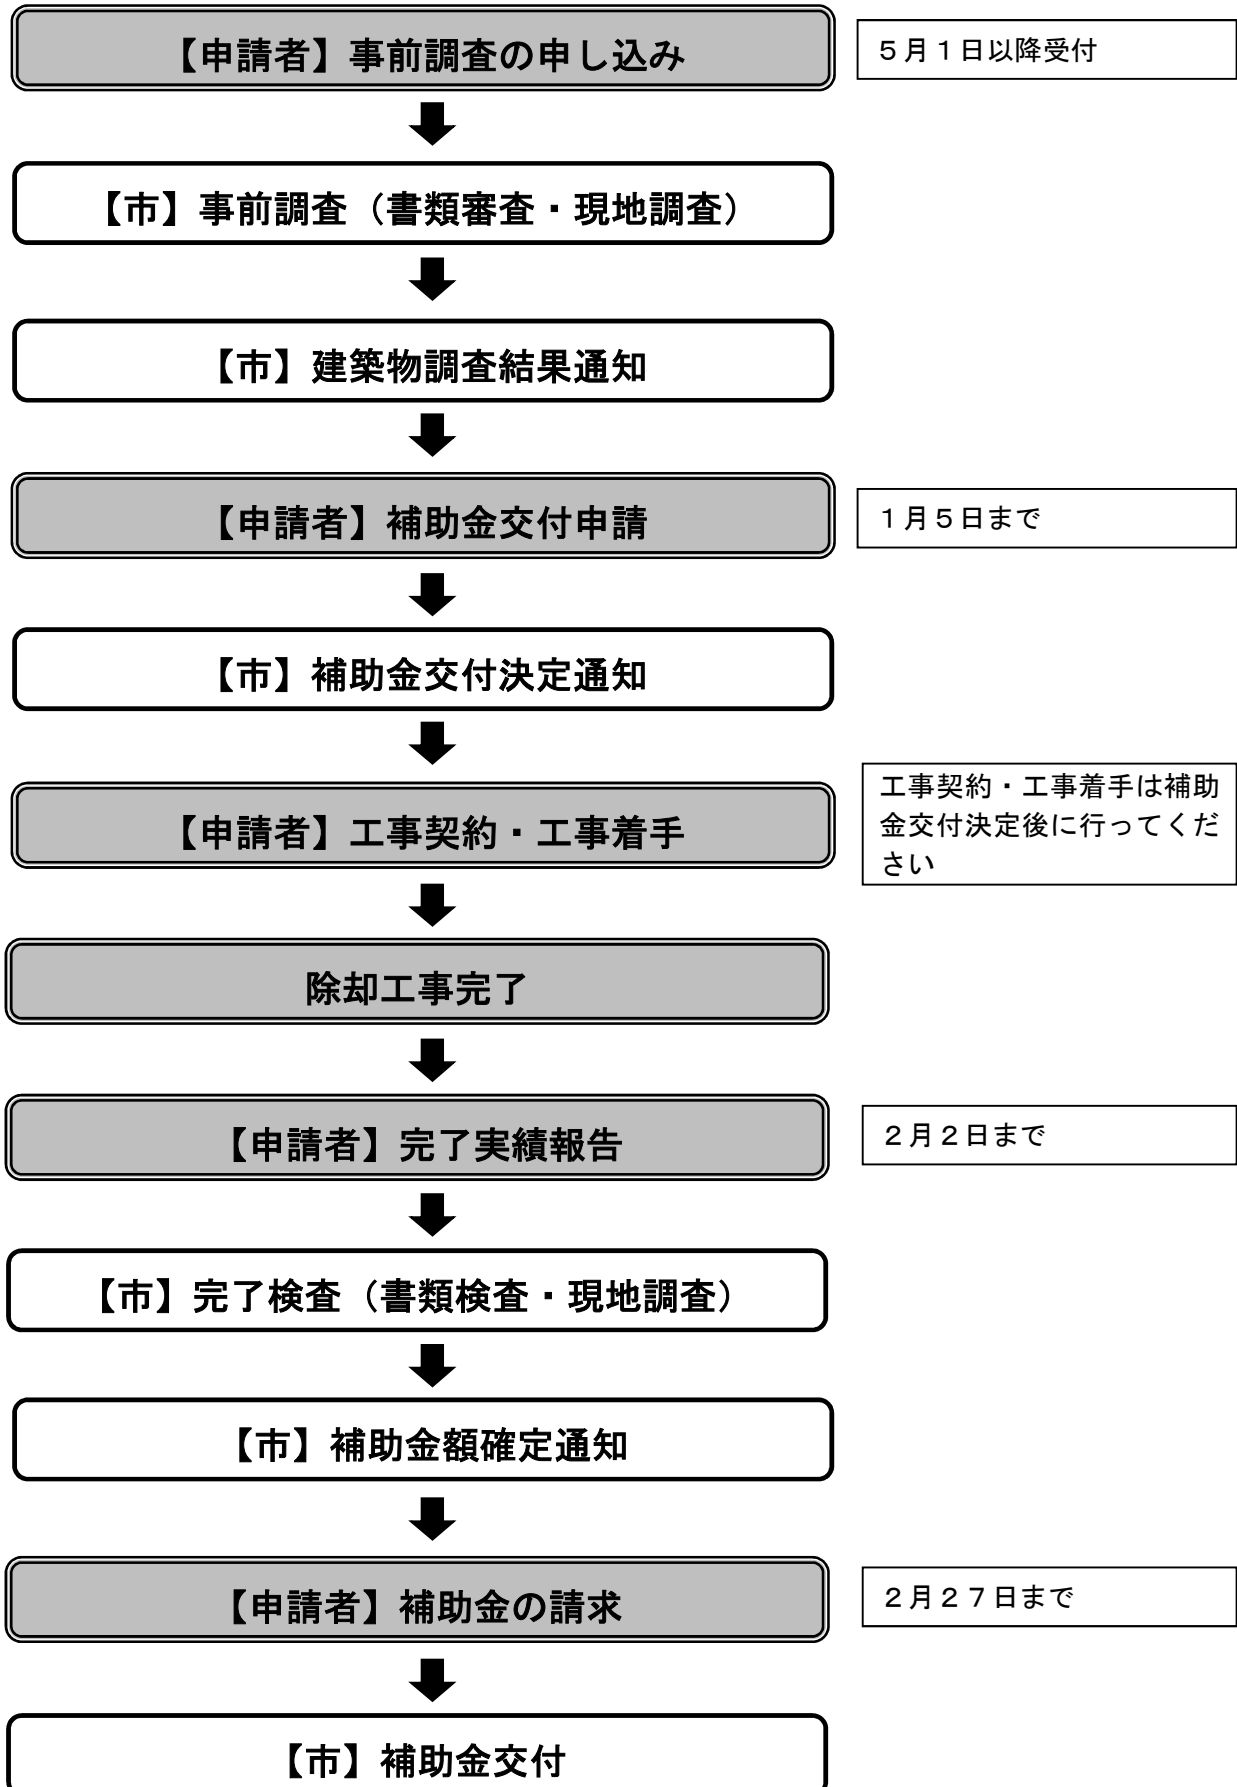 【申請者】事前調査の申し込み
５月１日以降受付
【市】事前調査（書類審査・現地調査）
【市】建築物調査結果通知
【申請者】補助金交付申請
１月５日まで
【市】補助金交付決定通知
【申請者】工事契約・工事着手
工事契約・工事着手は補助
金交付決定後に行ってくだ
さい
除却工事完了
【申請者】完了実績報告
２月２日まで
【市】完了検査（書類検査・現地調査）
【市】補助金額確定通知
【申請者】補助金の請求
２月２７日まで
【市】補助金交付